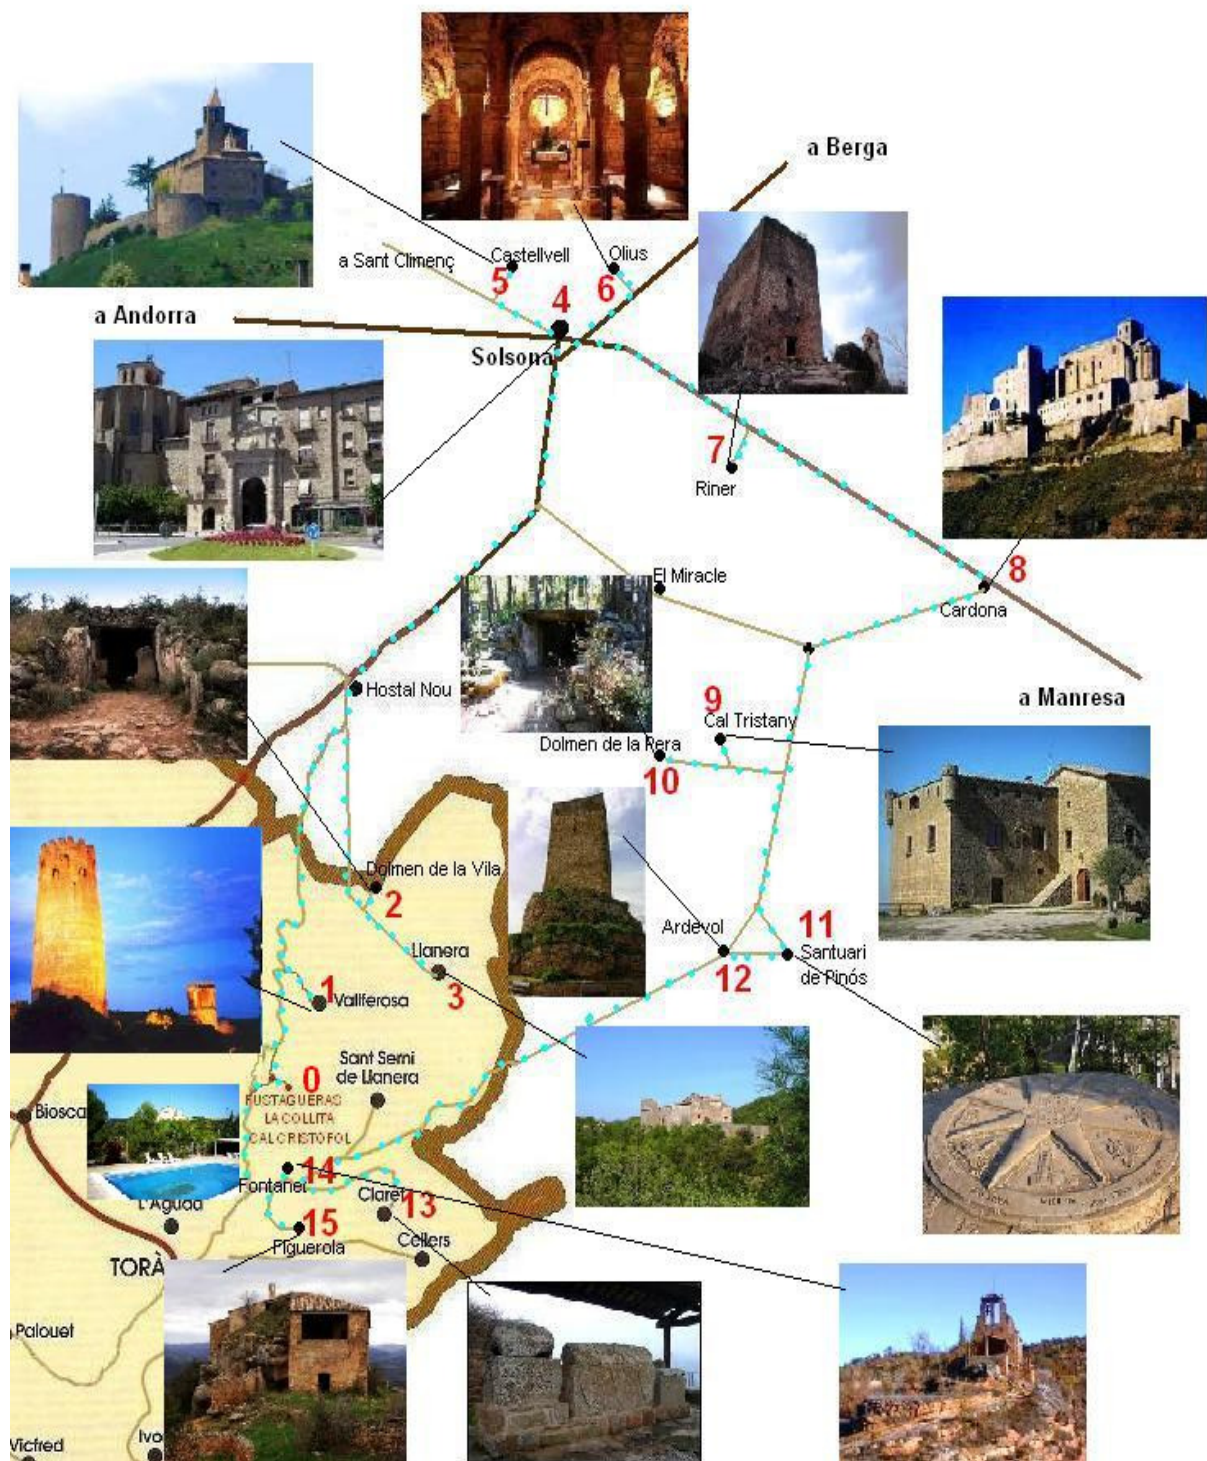 a Berga
a Sant Climenç
Castellvell
Olius
5
4
6
a Andorra
Solsona
7
Riner
8
El Miracle
Cardona
Hostal Nou
9
a Manresa
Cal Tristany
Dolmen de la Pera
10
Dolmen de la Vila
2
Ardevol
11
Llanera
12
Santuari
de Pinós
1
Vallferosa
3
Sant Serni
de Llanera
0
FUSTAGUERAS
LA COLLITA
CAL CRISTOFOL
Biosca
14
Fontanet
Claret
13
L'Aguda
15
Figuerola
Cellers
TORÀ
Palouet
Vicfred
Ivo